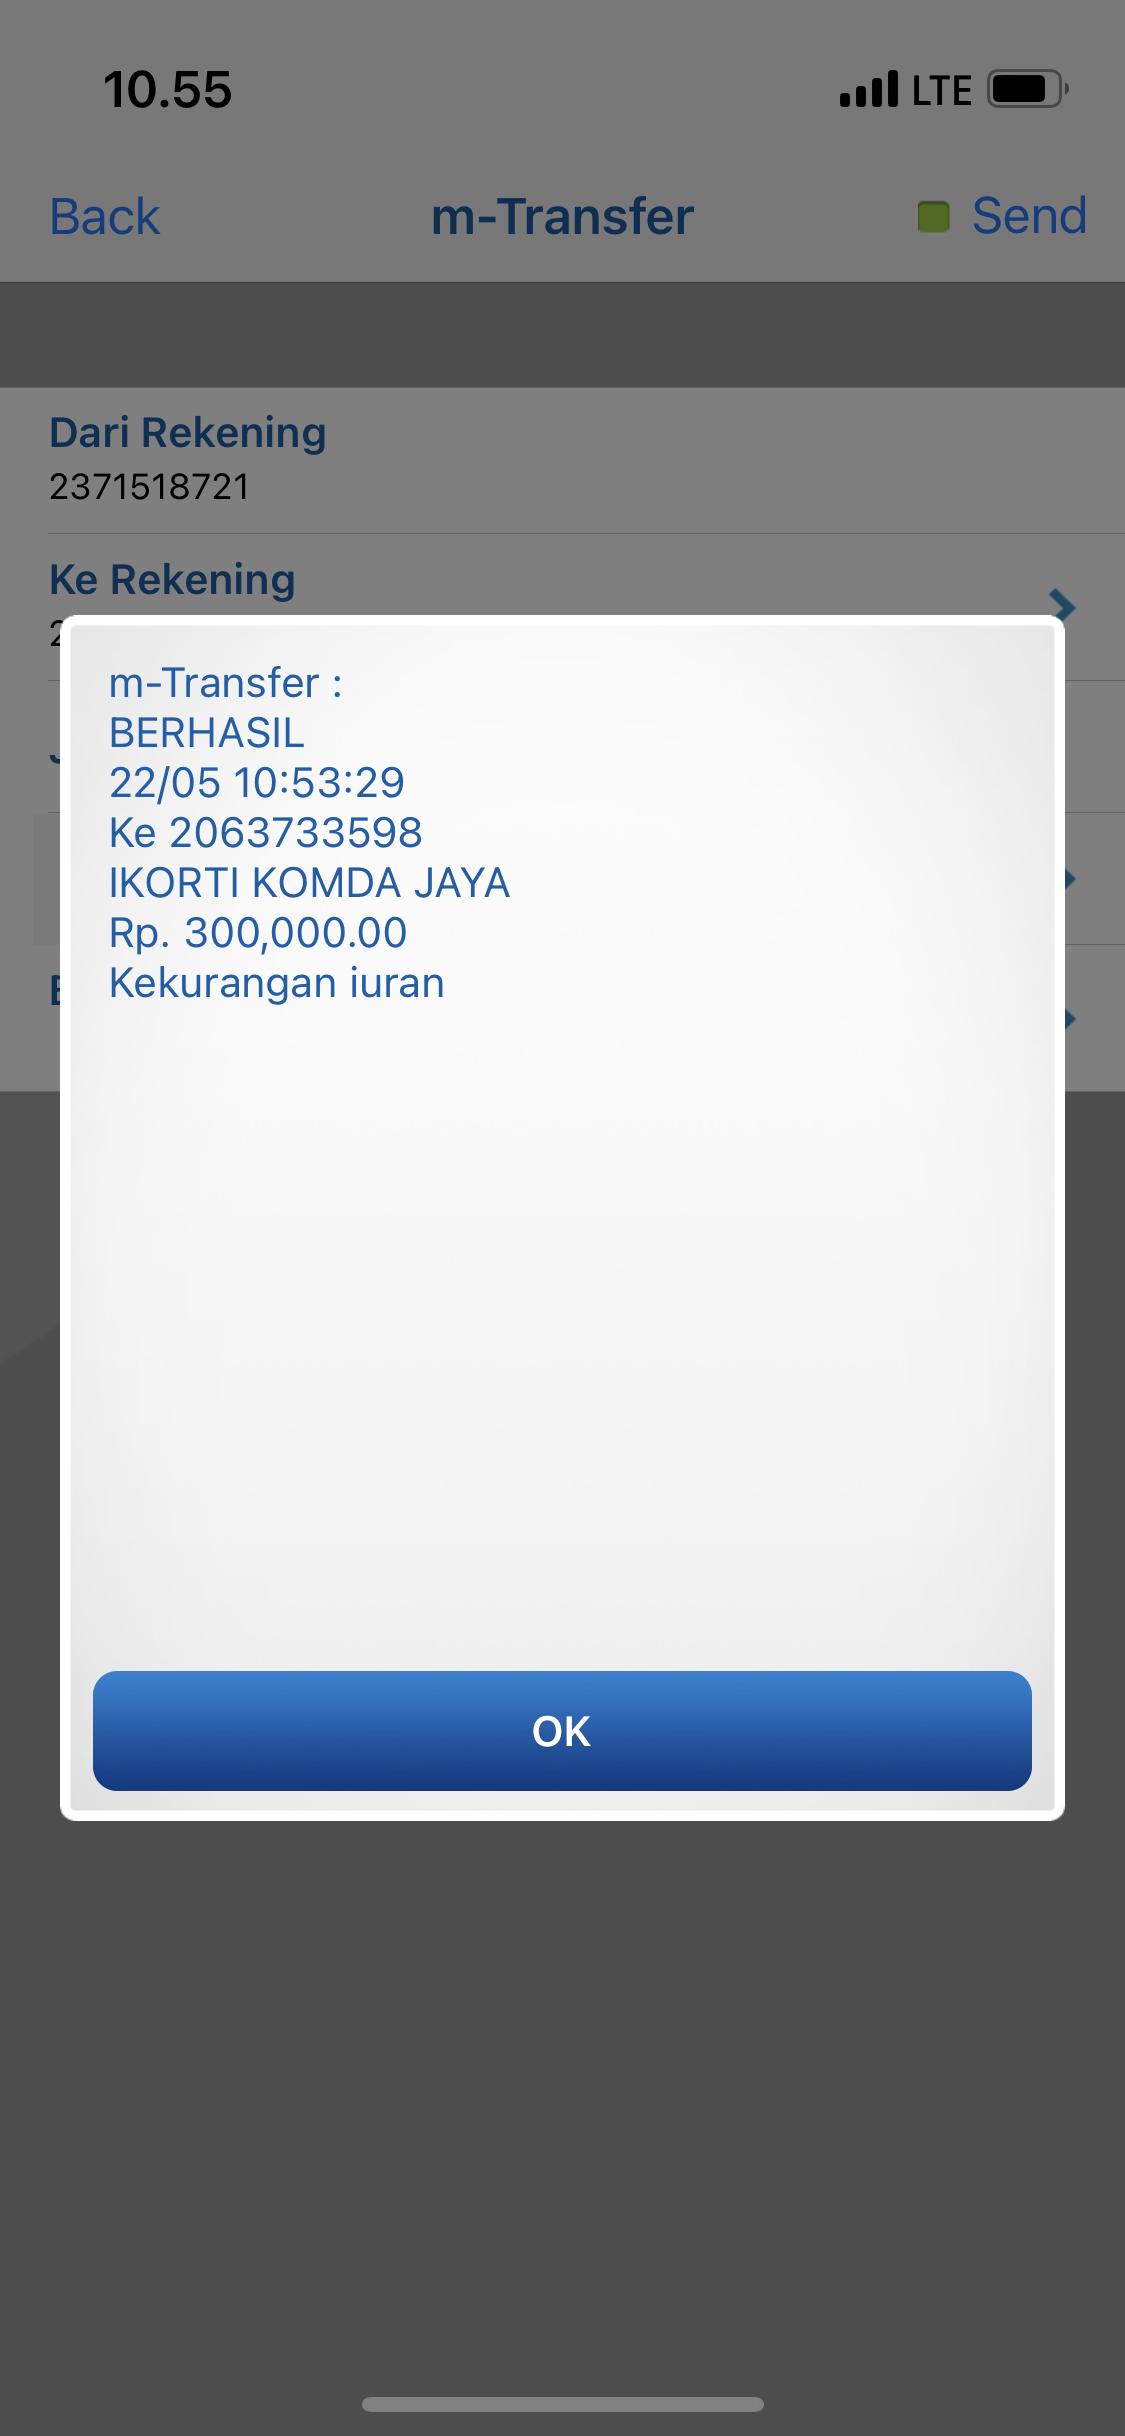 10.55
LTE
Back
m-Transfer
Send
Dari Rekening
2371518721
Ke Rekening
m-Transfer :
BERHASIL
22/05 10:53:29
Ke 2063733598
IKORTI KOMDA JAYA
Rp. 300,000.00
Kekurangan iuran
OK